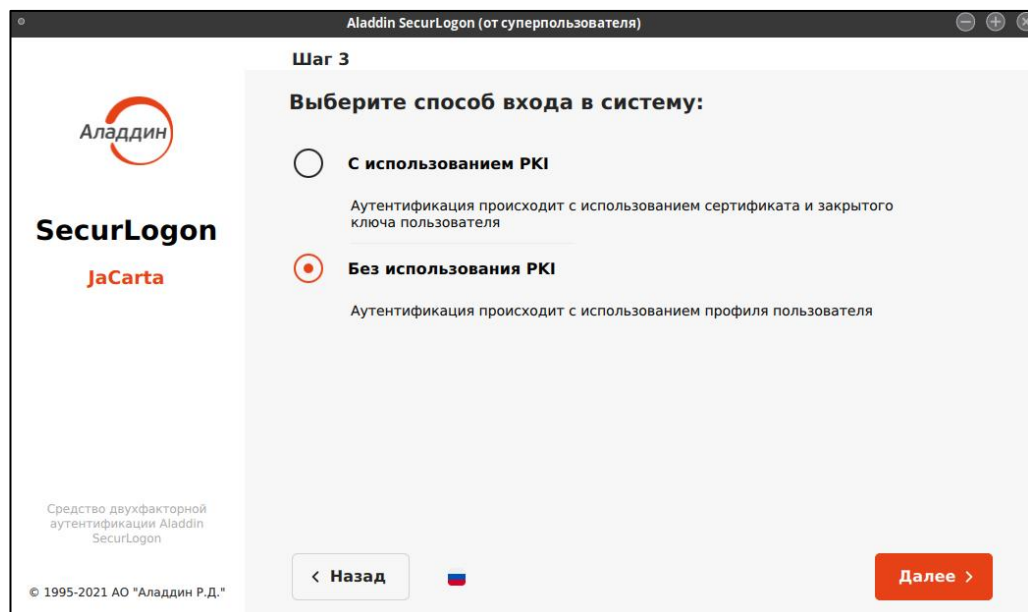 Aladdin SecurLogon (от суперпользователя)
Шаг 3
Аладдин
SecurLogon
JaCarta
Выберите способ входа в систему:
С использованием PKI
Аутентификация происходит с использованием сертификата и закрытого
ключа пользователя
Без использования PKI
Аутентификация происходит с использованием профиля пользователя
Средство двухфакторной
аутентификации Aladdin
SecurLogon
© 1995-2021 АО "Аладдин Р.Д."
< Назад
Далее >